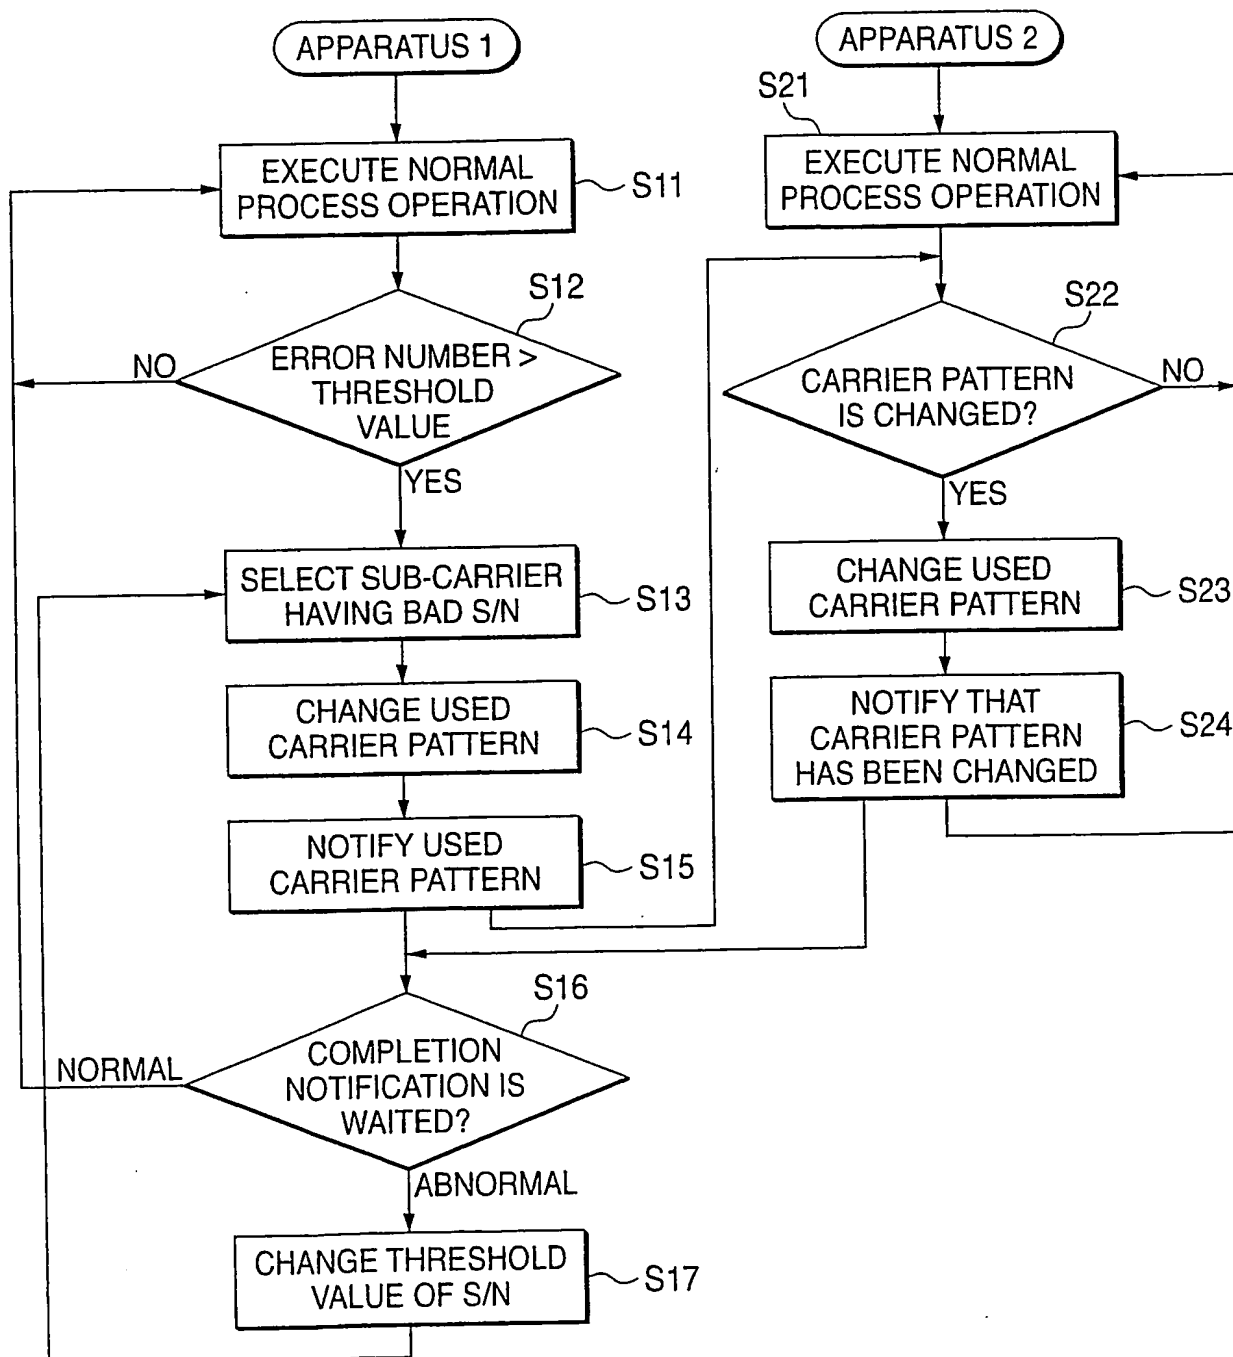 APPARATUS 1
EXECUTE NORMAL
PROCESS OPERATION
S11
S12
ERROR NUMBER >
THRESHOLD
VALUE
NO
YES
SELECT SUB-CARRIER
HAVING BAD S/N
S13
CHANGE USED
CARRIER PATTERN
S14
NOTIFY USED
CARRIER PATTERN
S15
S16
COMPLETION
NOTIFICATION IS
WAITED?
NORMAL
ABNORMAL
CHANGE THRESHOLD
VALUE OF S/N
S17
APPARATUS 2
S21
EXECUTE NORMAL
PROCESS OPERATION
S22
CARRIER PATTERN
IS CHANGED?
NO
YES
CHANGE USED
CARRIER PATTERN
S23
NOTIFY THAT
CARRIER PATTERN
HAS BEEN CHANGED
S24